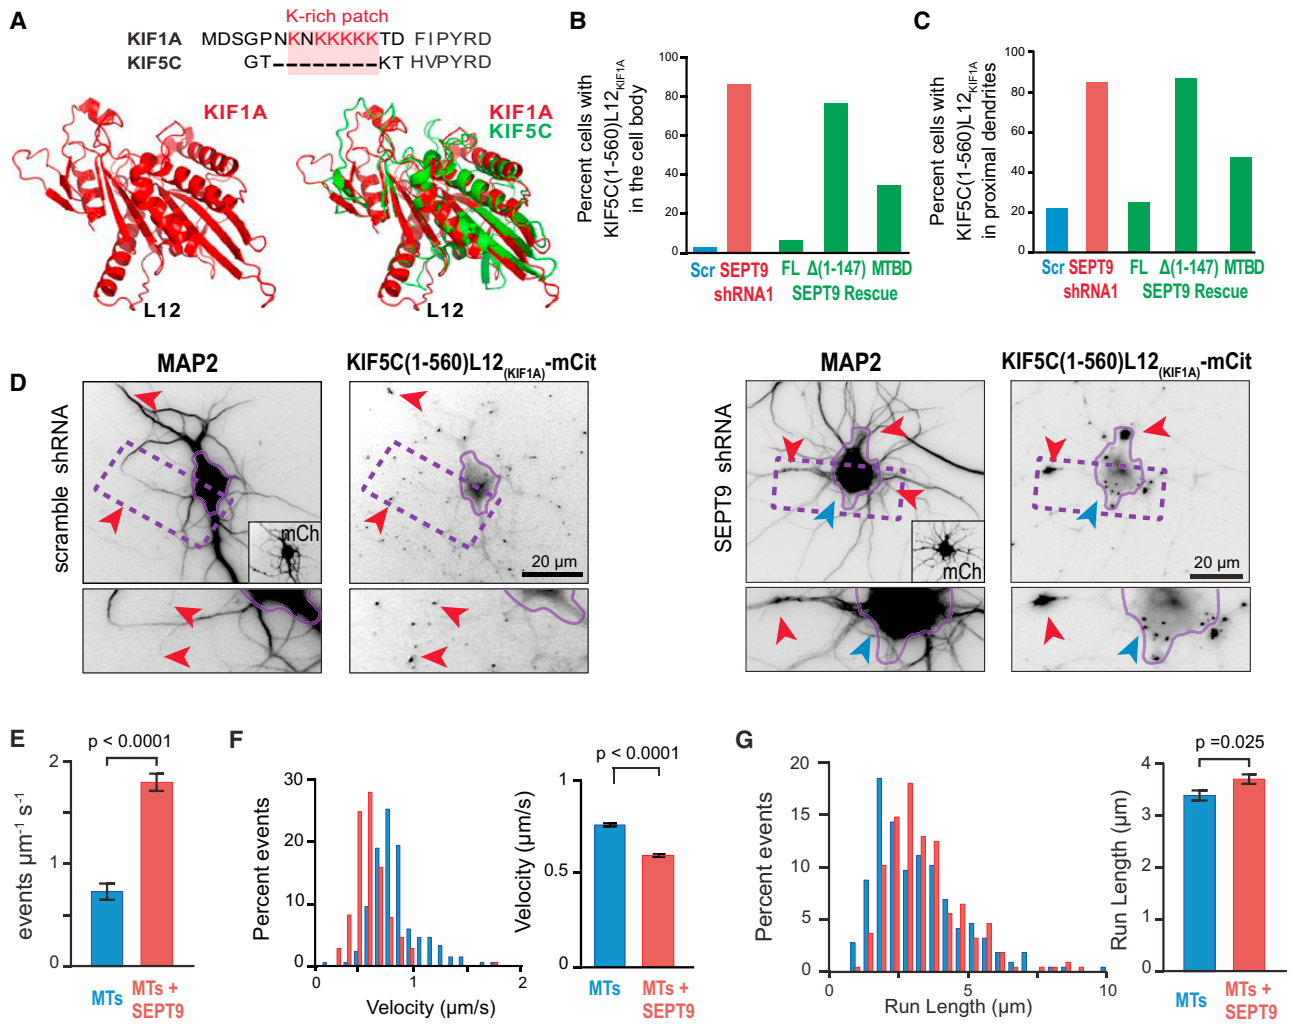 A
K-rich patch
KIF1A MDSGPNKNKKKKKTD FIPYRD
KIF5C GT---------KT HVPYRD
KIF1A
L12
KIF1A
KIF5C
L12
B
Percent cells with
KIF5C(1-560)L12KIF1A
in the cell body
100
80
60
40
20
0
Scr SEPT9 FL Δ(1-147) MTBD
shRNA1 SEPT9 Rescue
C
Percent cells with
KIF5C(1-560)L12KIF1A
in proximal dendrites
100
80
60
40
20
0
Scr SEPT9 FL Δ(1-147) MTBD
shRNA1 SEPT9 Rescue
D
MAP2
KIF5C(1-560)L12(KIF1A)-mCit
scramble shRNA
mCh
20 µm
MAP2
KIF5C(1-560)L12(KIF1A)-mCit
SEPT9 shRNA
mCh
20 µm
E
p < 0.0001
events µm-1 s-1
2
1
0
MTs MTs +
SEPT9
F
Percent events
30
20
10
0
0 1 2
Velocity (µm/s)
p < 0.0001
Velocity (µm/s)
1
0.5
0
MTs MTs +
SEPT9
G
Percent events
20
15
10
5
0
0 5 10
Run Length (µm)
p =0.025
Run Length (µm)
4
3
2
1
0
MTs MTs +
SEPT9